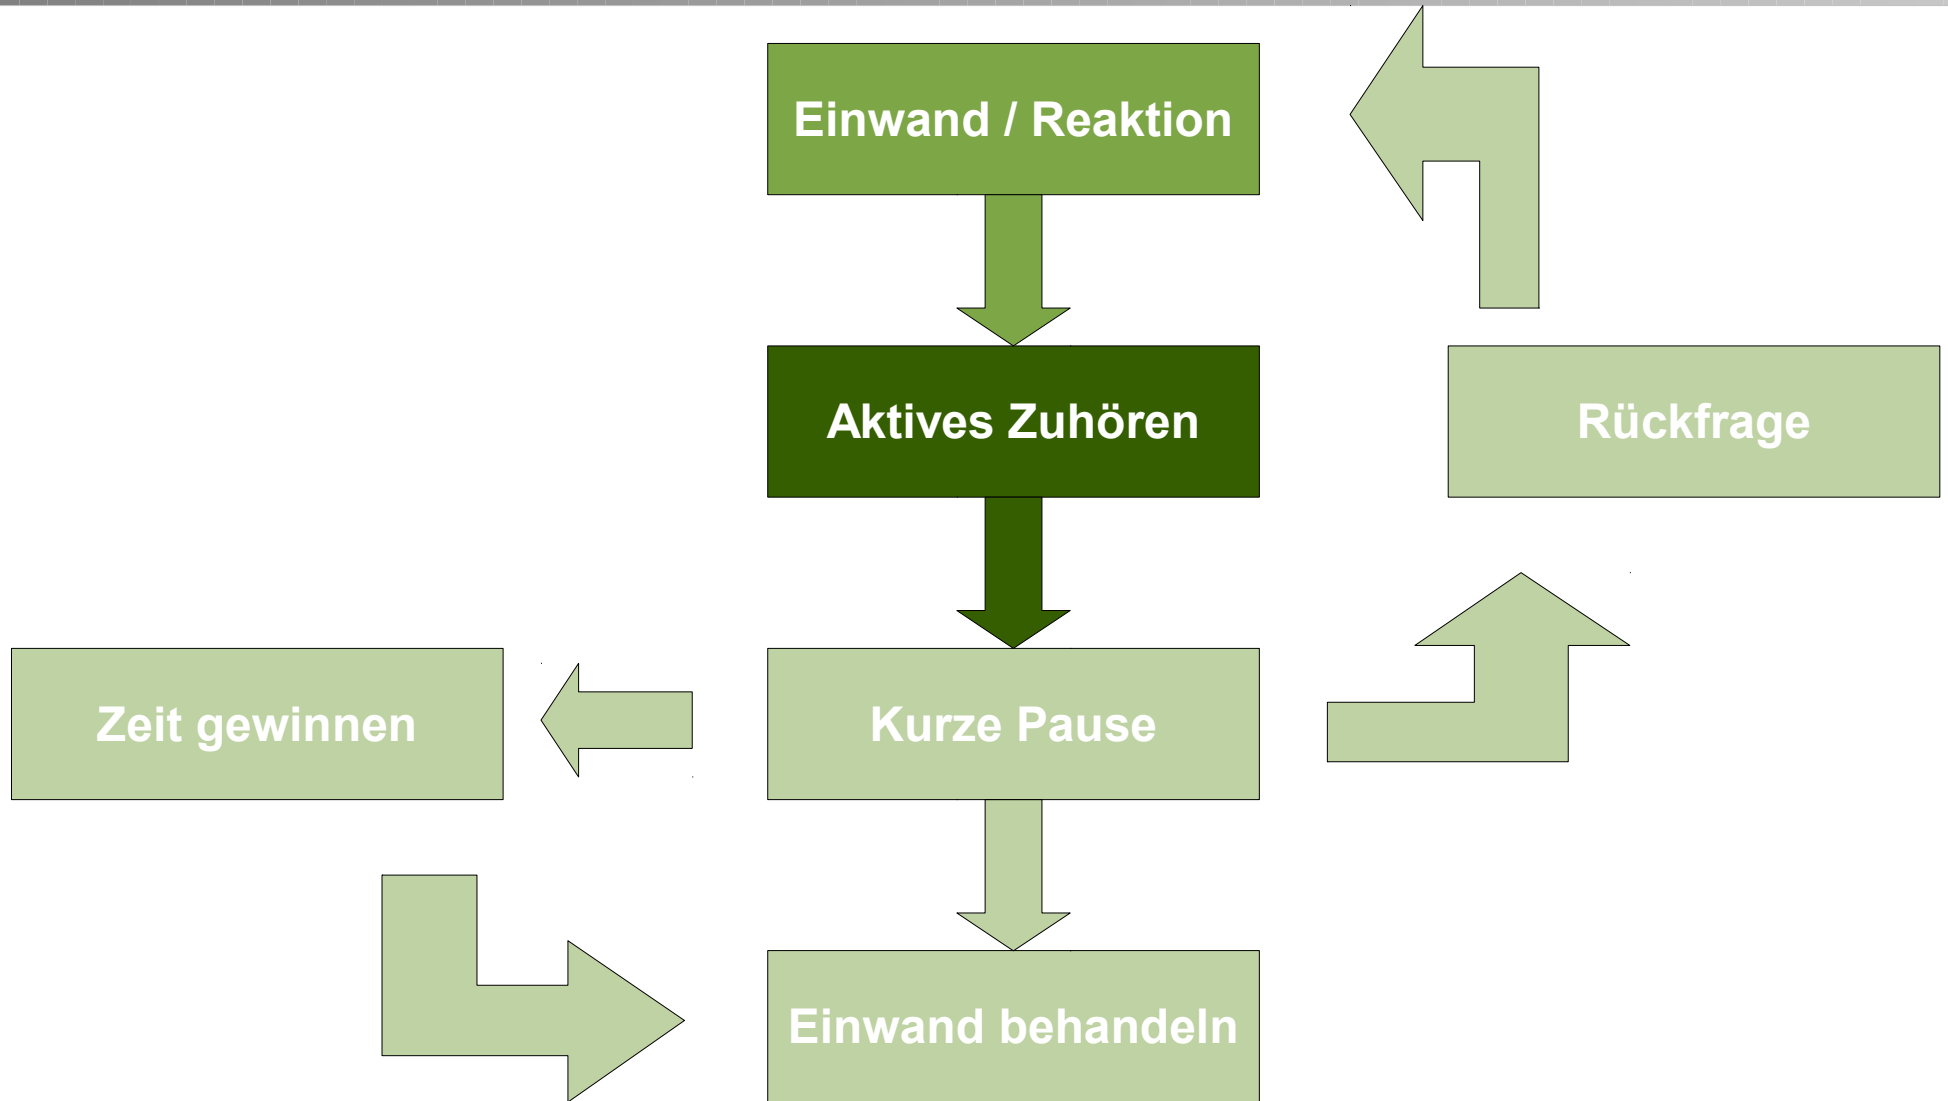 Einwand / Reaktion
Aktives Zuhören
Rückfrage
Zeit gewinnen
Kurze Pause
Einwand behandeln